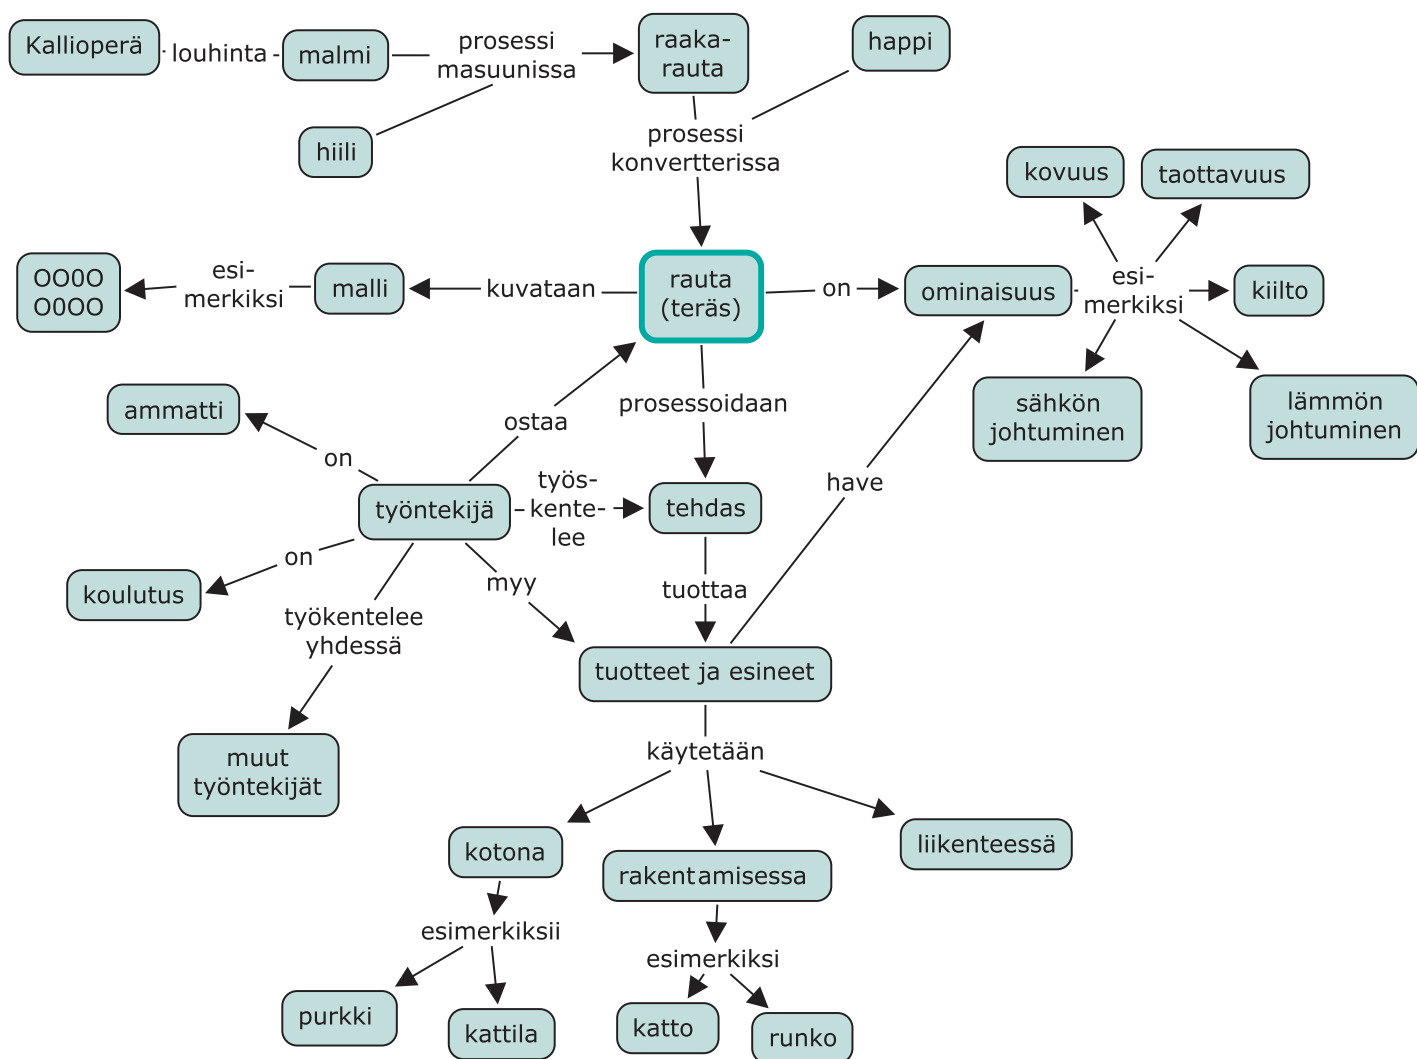 Kallioperä
louhinta
malmi
prosessi
masuunissa
raaka-
rauta
happi
hiili
prosessi
konvertterissa
kovuus
taottavuus
OO0O
O0OO
esi-
merkiksi
malli
kuvataan
rauta
(teräs)
on
ominaisuus
esi-
merkiksi
kiilto
sähkön
johtuminen
lämmön
johtuminen
ammatti
on
ostaa
prosessoidaan
have
työntekijä
työs-
kente-
lee
tehdas
koulutus
on
myy
tuottaa
työkentelee
yhdessä
tuotteet ja esineet
muut
työntekijät
käytetään
kotona
rakentamisessa
liikenteessä
esimerkiksii
esimerkiksi
purkki
kattila
katto
runko